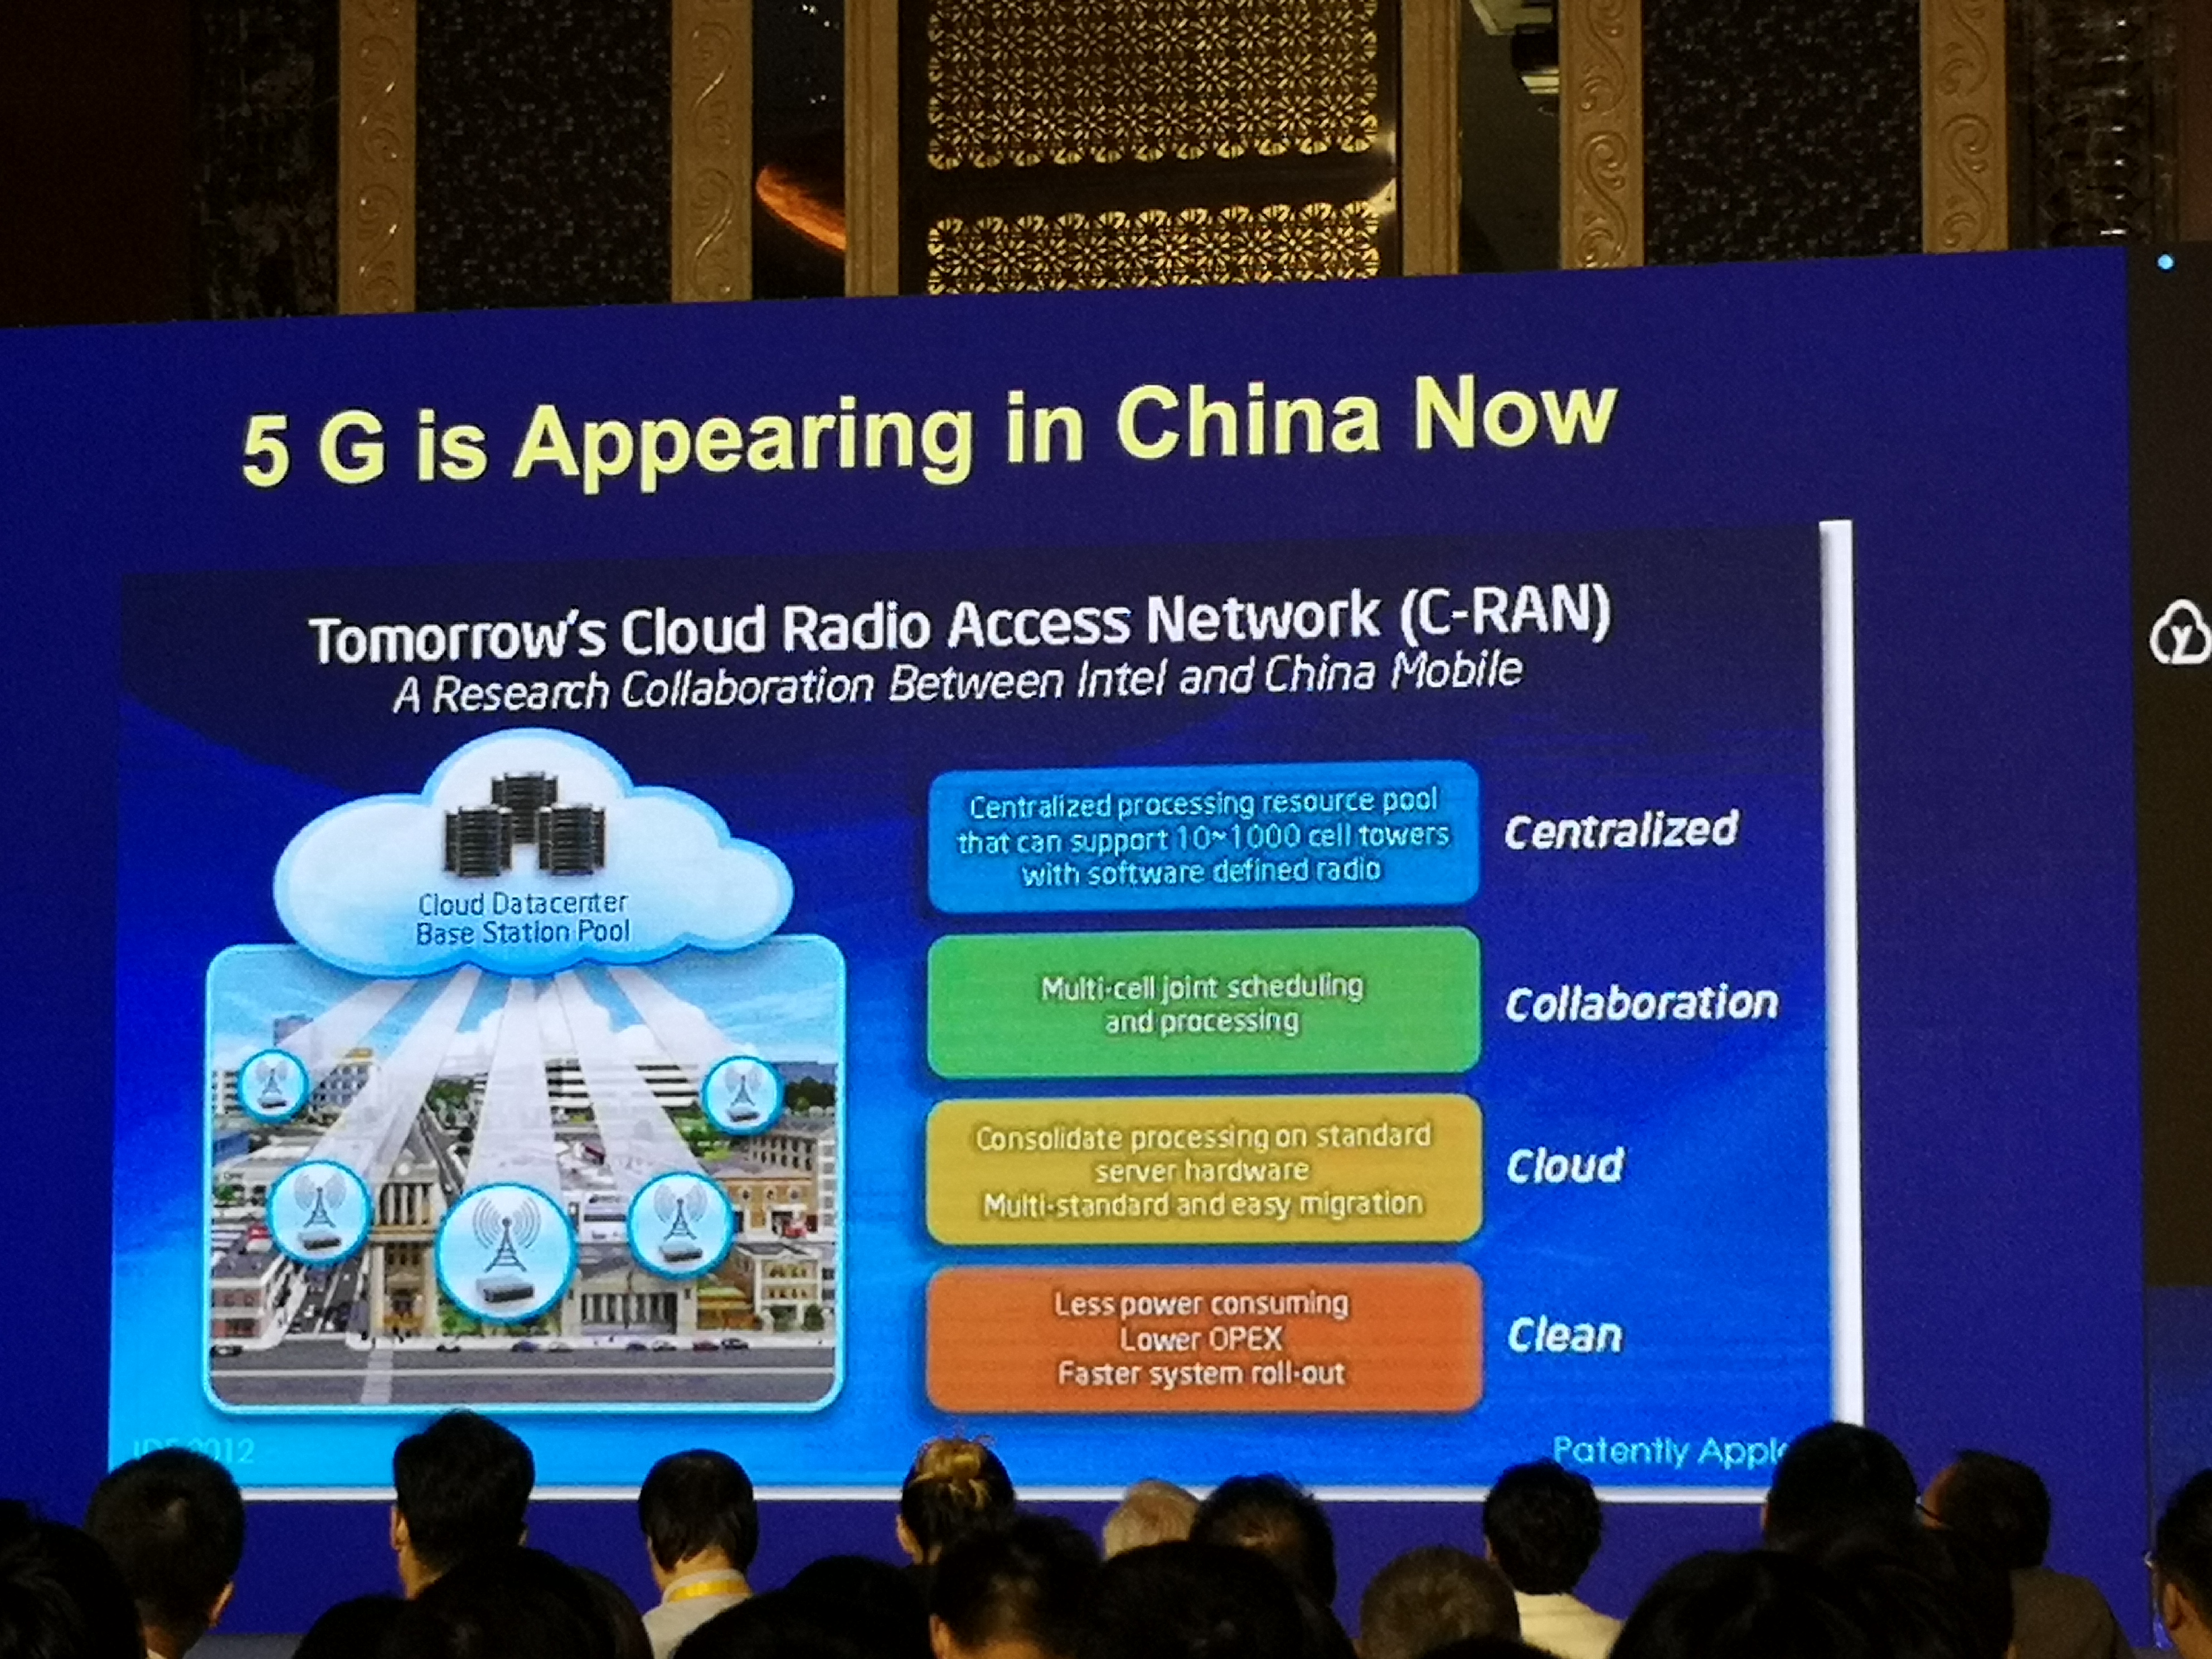 5 G is Appearing in China Now
Tomorrow's Cloud Radio Access Network (C-RAN)
A Research Collaboration Between Intel and China Mobile
Cloud Datacenter
Base Station Pool
Centralized processing resource pool
that can support 10~1000 cell towers
with software defined radio
Centralized
Multi-cell joint scheduling
and processing
Collaboration
Consolidate processing on standard
server hardware
Multi-standard and easy migration
Cloud
Less power consuming
Lower OPEX
Faster system roll-out
Clean
2012
Patently
y